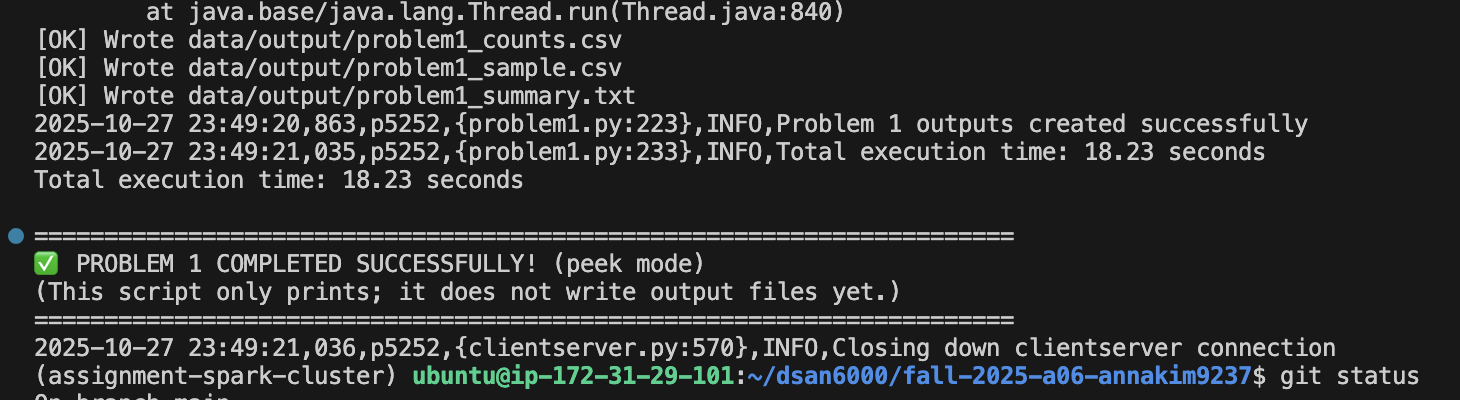 at java.base/java.lang.Thread.run(Thread.java:840)
[OK] Wrote data/output/problem1_counts.csv
[OK] Wrote data/output/problem1_sample.csv
[OK] Wrote data/output/problem1_summary.txt
2025-10-27 23:49:20,863,p5252,{problem1.py:223},INFO,Problem 1 outputs created successfully
2025-10-27 23:49:21,035,p5252,{problem1.py:233},INFO,Total execution time: 18.23 seconds
Total execution time: 18.23 seconds
======================================================================
✅ PROBLEM 1 COMPLETED SUCCESSFULLY! (peek mode)
(This script only prints; it does not write output files yet.)
======================================================================
2025-10-27 23:49:21,036,p5252,{clientserver.py:570},INFO,Closing down clientserver connection
(assignment-spark-cluster) ubuntu@ip-172-31-29-101:~/dsan6000/fall-2025-a06-annakim9237$ git status
On branch main